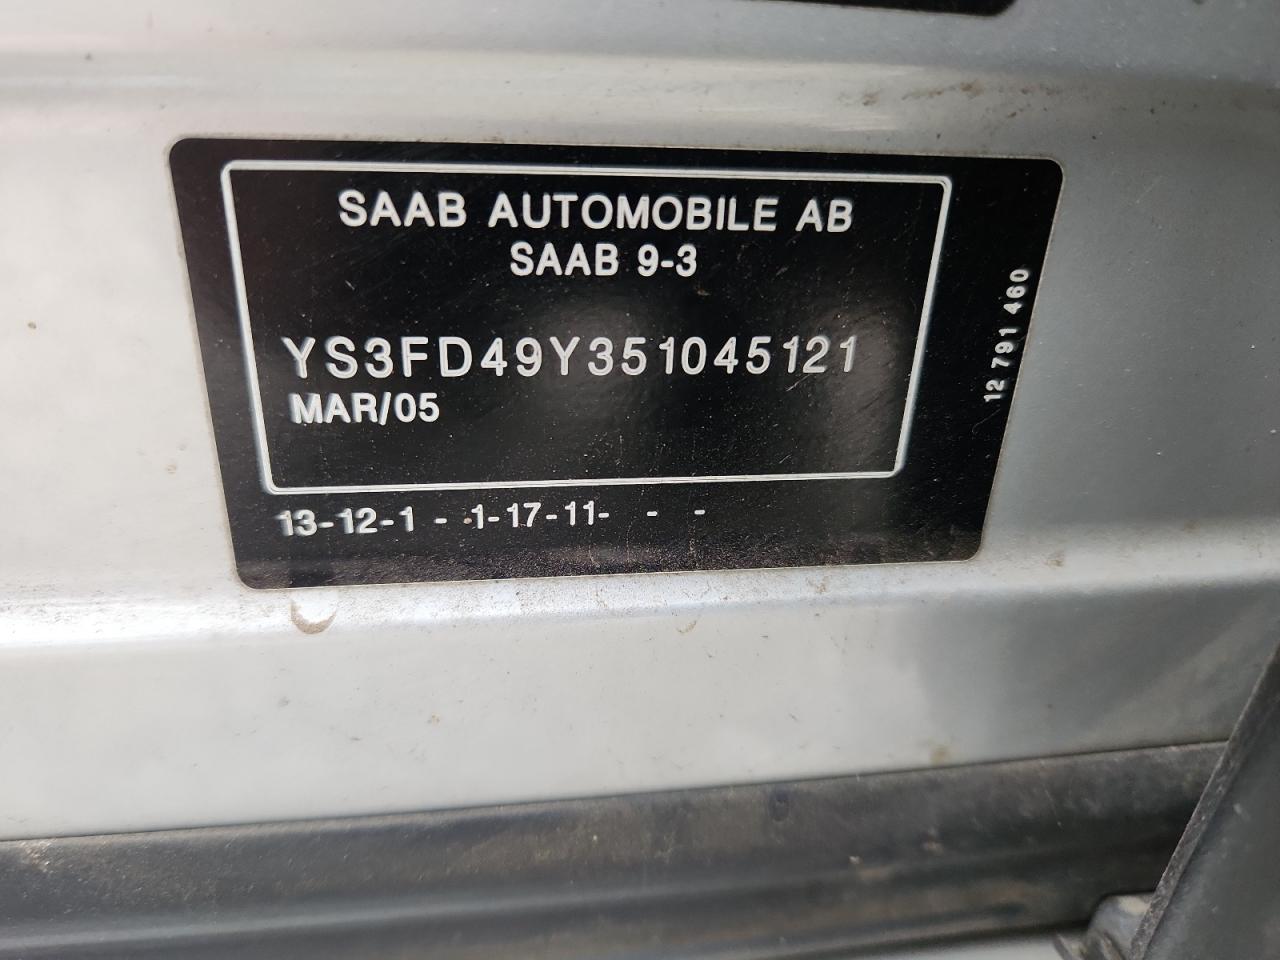 SAAB AUTOMOBILE AB
SAAB 9-3
YS3FD49Y351045121
MAR/05
13-12-1 - 1-17-11- - -
12 791 460